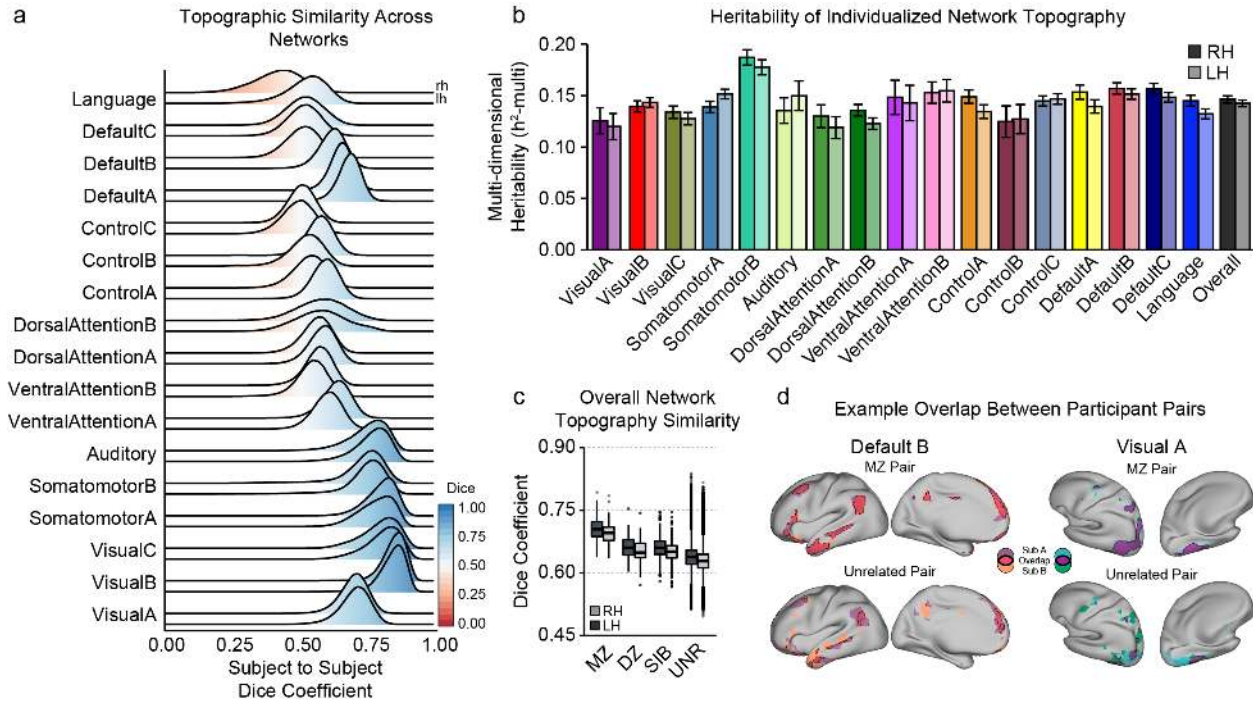 a
Topographic Similarity Across
Networks
rh
lh
Language
DefaultC
DefaultB
DefaultA
ControlC
ControlB
ControlA
DorsalAttentionB
DorsalAttentionA
VentralAttentionB
VentralAttentionA
Auditory
SomatomotorB
SomatomotorA
VisualC
VisualB
VisualA
Dice
1.00
0.75
0.50
0.25
0.00
0.00 0.25 0.50 0.75 1.00
Subject to Subject
Dice Coefficient
b
Heritability of Individualized Network Topography
Multi-dimensional
Heritability (h²-multi)
0.20
0.15
0.10
0.05
0.00
RH
LH
VisualA
VisualB
VisualC
SomatomotorA
SomatomotorB
Auditory
DorsalAttentionA
DorsalAttentionB
VentralAttentionA
VentralAttentionB
ControlA
ControlB
ControlC
DefaultA
DefaultB
DefaultC
Language
Overall
c
Overall Network
Topography Similarity
Dice Coefficient
0.90
0.75
0.60
0.45
RH
LH
MZ DZ SIB UNR
d
Example Overlap Between Participant Pairs
Default B
MZ Pair
Unrelated Pair
Sub A
Overlap
Sub B
Visual A
MZ Pair
Unrelated Pair